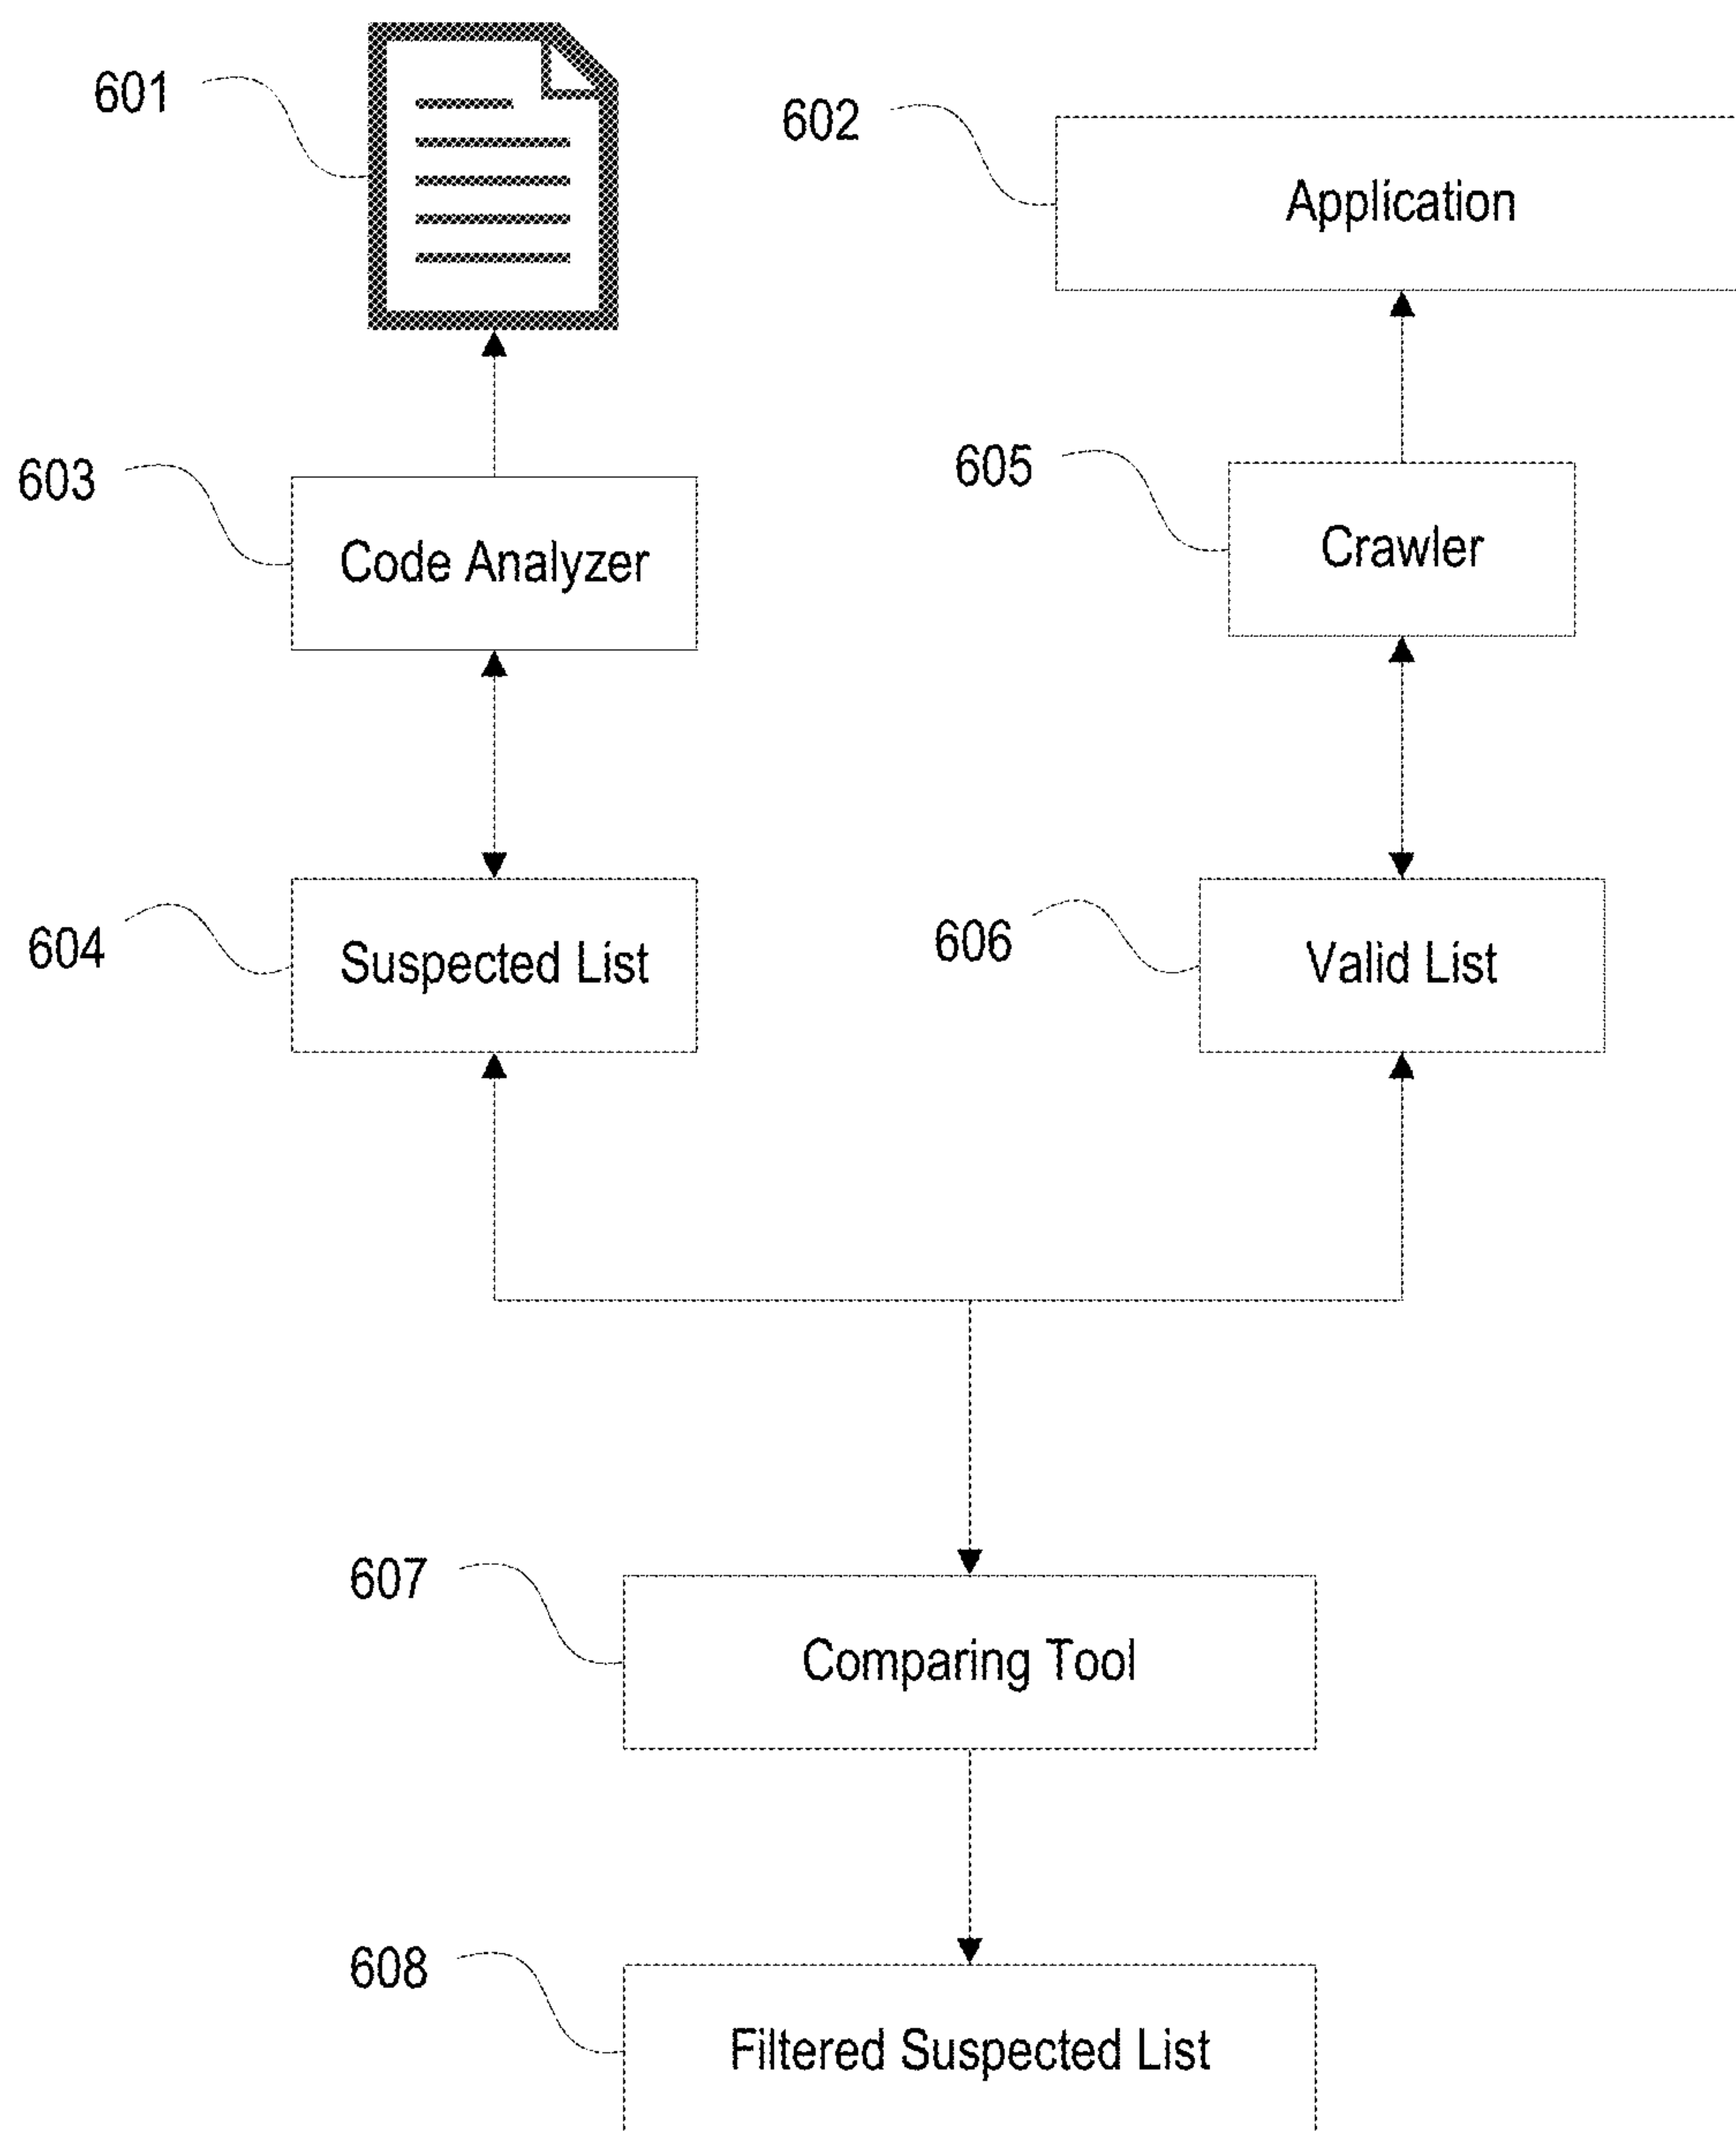 601
602
Application
603
Code Analyzer
605
Crawler
604
Suspected List
606
Valid List
607
Comparing Tool
608
Filtered Suspected List